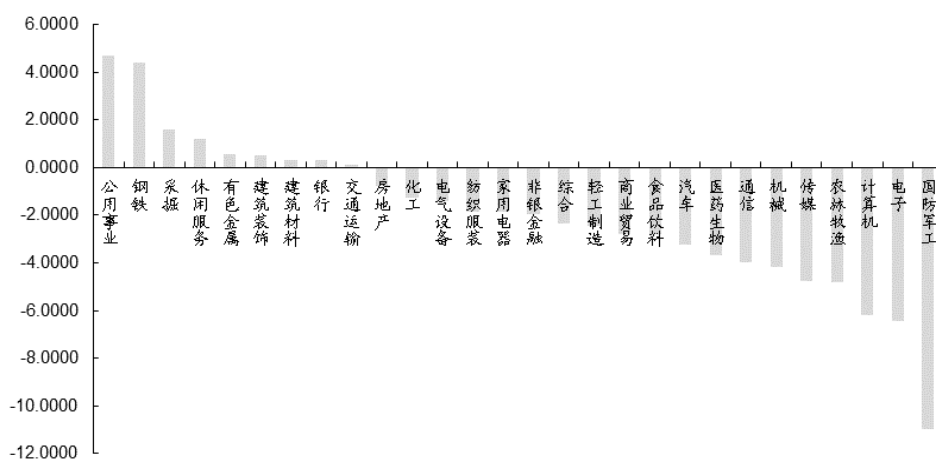 6.0000
4.0000
2.0000
0.0000
-2.0000
-4.0000
-6.0000
-8.0000
-10.0000
-12.0000
公用事业
钢铁
采掘
休闲服务
有色金属
建筑装饰
建筑材料
银行
交通运输
房地产
化工
电气设备
纺织服装
家用电器
非银金融
综合
轻工制造
商业贸易
食品饮料
汽车
医药生物
通信
机械
传媒
农林牧渔
计算机
电子
国防军工